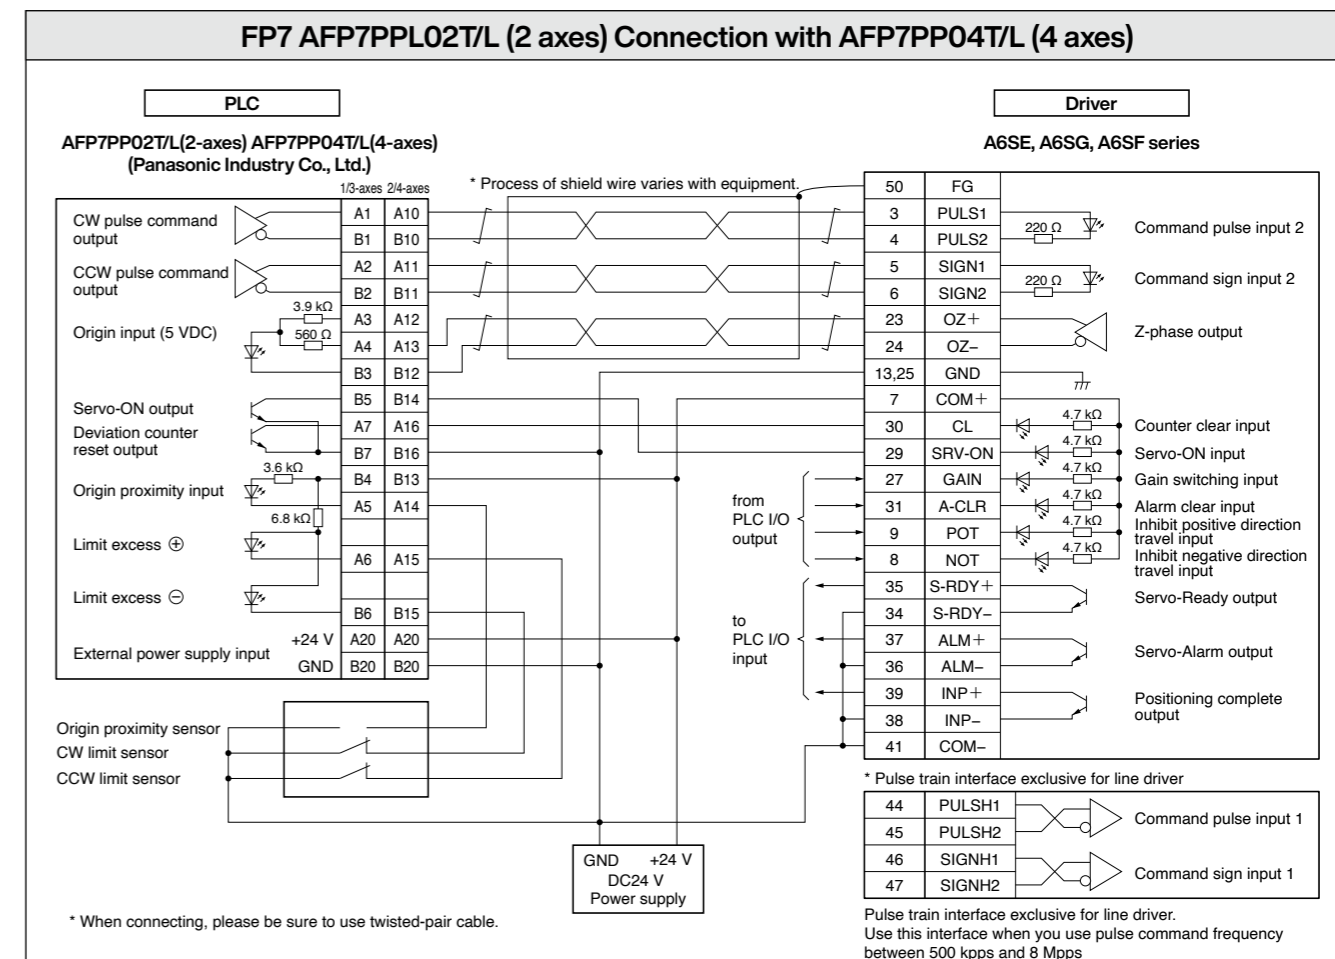 FP7 AFP7PPL02T/L (2 axes) Connection with AFP7PP04T/L (4 axes)
PLC
Driver
AFP7PP02T/L(2-axes) AFP7PP04T/L(4-axes)
(Panasonic Industry Co., Ltd.)
A6SE, A6SG, A6SF series
1/3-axes 2/4-axes
* Process of shield wire varies with equipment.
CW pulse command
output
A1 A10
B1 B10
CCW pulse command
output
A2 A11
B2 B11
Origin input (5 VDC)
3.9 kΩ
560 Ω
A3 A12
A4 A13
B3 B12
Servo-ON output
B5 B14
Deviation counter
reset output
A7 A16
B7 B16
Origin proximity input
3.6 kΩ
6.8 kΩ
B4 B13
A5 A14
Limit excess ⊕
A6 A15
Limit excess ⊖
B6 B15
External power supply input
+24 V A20 A20
GND B20 B20
Origin proximity sensor
CW limit sensor
CCW limit sensor
GND +24 V
DC24 V
Power supply
* When connecting, please be sure to use twisted-pair cable.
from
PLC I/O
output
to
PLC I/O
input
50 FG
3 PULS1
4 PULS2
220 Ω
Command pulse input 2
5 SIGN1
6 SIGN2
220 Ω
Command sign input 2
23 OZ+
24 OZ−
Z-phase output
13,25 GND
7 COM+
30 CL 4.7 kΩ Counter clear input
29 SRV-ON 4.7 kΩ Servo-ON input
27 GAIN 4.7 kΩ Gain switching input
31 A-CLR 4.7 kΩ Alarm clear input
9 POT 4.7 kΩ Inhibit positive direction
travel input
8 NOT 4.7 kΩ Inhibit negative direction
travel input
35 S-RDY+
34 S-RDY−
Servo-Ready output
37 ALM+
36 ALM−
Servo-Alarm output
39 INP+
38 INP−
Positioning complete
output
41 COM−
* Pulse train interface exclusive for line driver
44 PULSH1
45 PULSH2
Command pulse input 1
46 SIGNH1
47 SIGNH2
Command sign input 1
Pulse train interface exclusive for line driver.
Use this interface when you use pulse command frequency
between 500 kpps and 8 Mpps